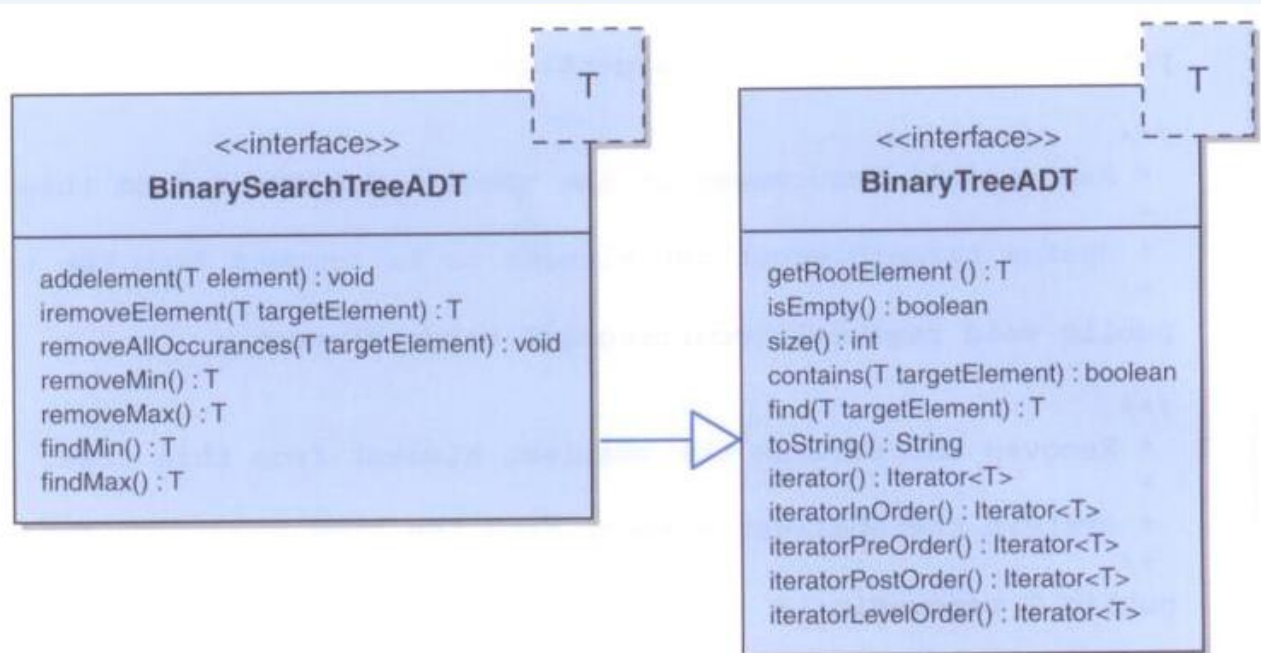 T
<<interface>>
BinarySearchTreeADT
addelement(T element) : void
iremoveElement(T targetElement) : T
removeAllOccurances(T targetElement) : void
removeMin() : T
removeMax() : T
findMin() : T
findMax() : T
T
<<interface>>
BinaryTreeADT
getRootElement () : T
isEmpty() : boolean
size() : int
contains(T targetElement) : boolean
find(T targetElement) : T
toString() : String
iterator() : Iterator<T>
iteratorInOrder() : Iterator<T>
iteratorPreOrder() : Iterator<T>
iteratorPostOrder() : Iterator<T>
iteratorLevelOrder() : Iterator<T>